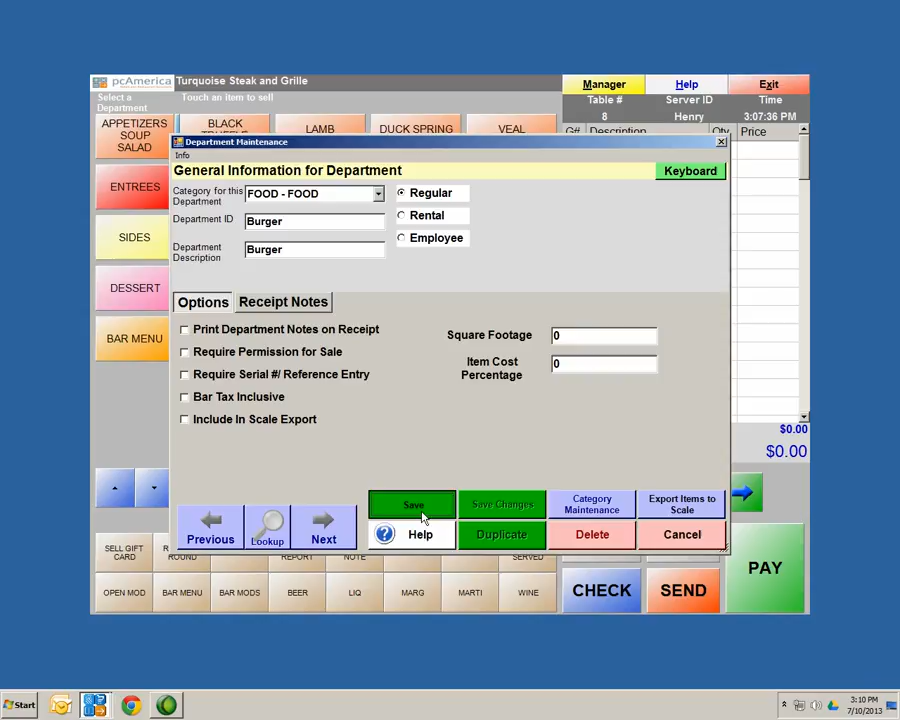 pcAmerica
Turquoise Steak and Grille
Manager
Help
Exit
Select a
Department
Touch an item to sell
Table #
Server ID
Time
8
Henry
3:07:36 PM
APPETIZERS
SOUP
SALAD
BLACK
LAMB
DUCK SPRING
VEAL
G#
Description
Qty
Price
Department Maintenance
Info
General Information for Department
Keyboard
Category for this
Department
FOOD - FOOD
Regular
Department ID
Burger
Rental
Department
Description
Burger
Employee
ENTREES
SIDES
DESSERT
BAR MENU
Options
Receipt Notes
Print Department Notes on Receipt
Require Permission for Sale
Require Serial #/ Reference Entry
Bar Tax Inclusive
Include In Scale Export
Square Footage
0
Item Cost
Percentage
0
$0.00
$0.00
Previous
Lookup
Next
Save
Save Changes
Category
Maintenance
Export Items to
Scale
Help
Duplicate
Delete
Cancel
SELL GIFT
CARD
ROUND
REPORT
NOTE
SERVED
OPEN MOD
BAR MENU
BAR MODS
BEER
LIQ
MARG
MARTI
WINE
CHECK
SEND
PAY
Start
3:10 PM
7/10/2013